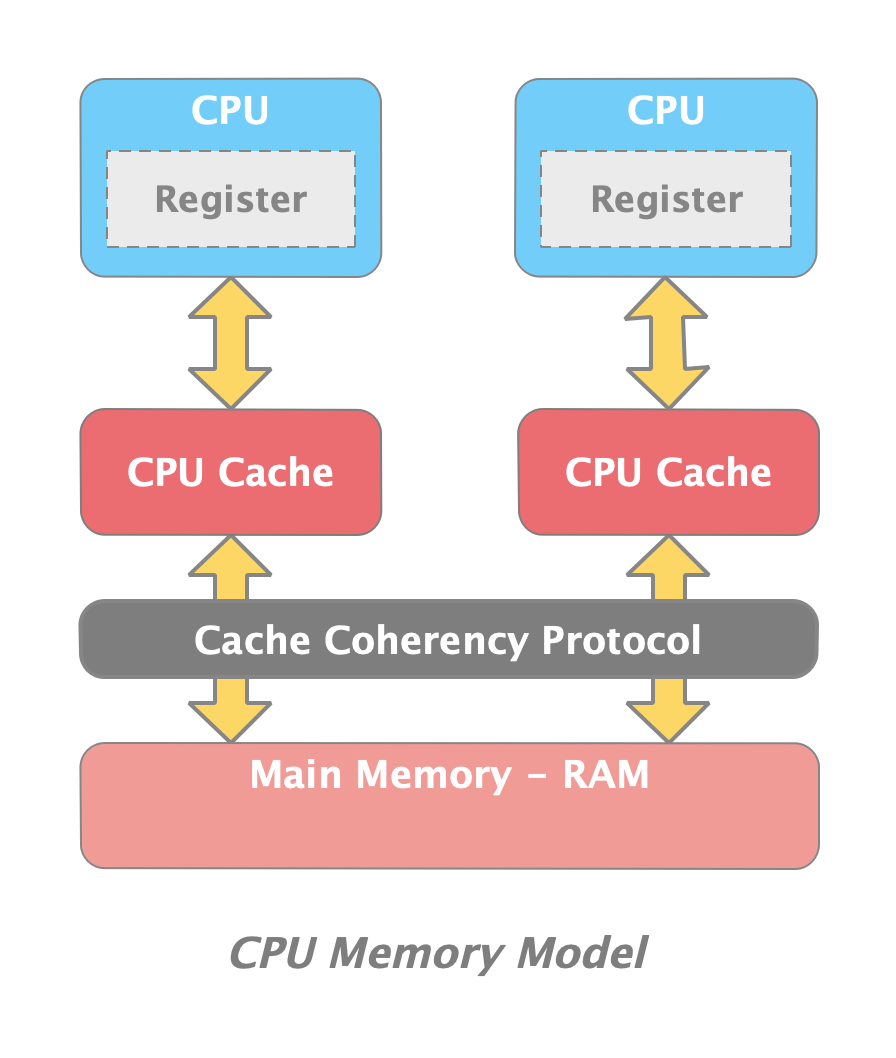 CPU
CPU
Register
Register
CPU Cache
CPU Cache
Cache Coherency Protocol
Main Memory – RAM
CPU Memory Model